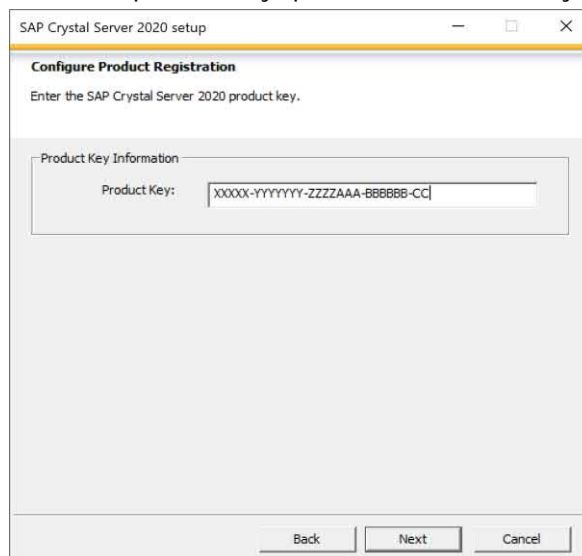 SAP Crystal Server 2020 setup
Configure Product Registration
Enter the SAP Crystal Server 2020 product key.
Product Key Information
Product Key: XXXXX-YYYYYYY-ZZZZAAA-BBBBBB-CC
Back Next Cancel